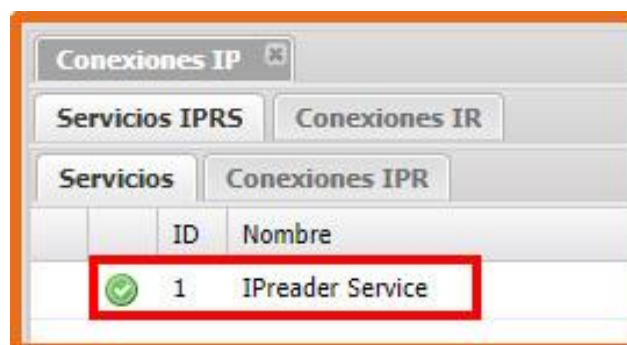 Conexiones IP
Servicios IPRS Conexiones IR
Servicios Conexiones IPR
ID Nombre
1 IPreader Service